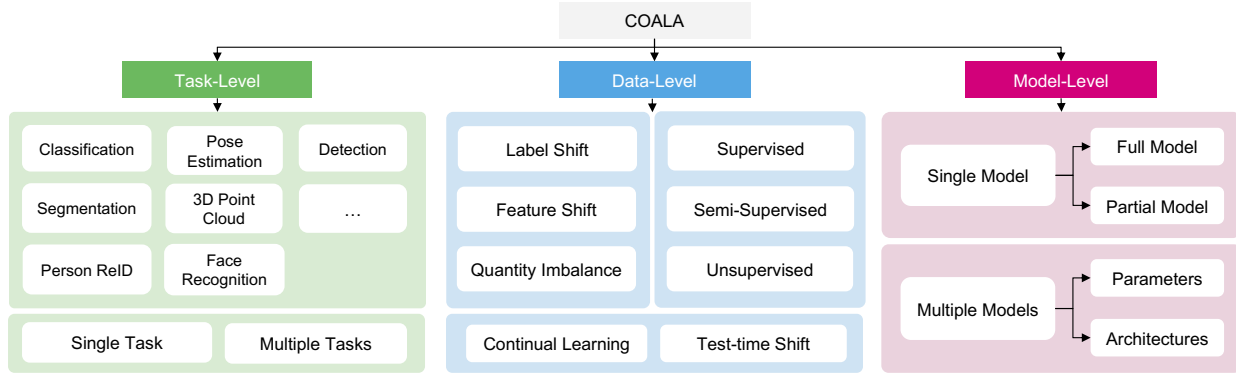 COALA
Task-Level
Data-Level
Model-Level
Classification
Pose
Estimation
Detection
Segmentation
3D Point
Cloud
...
Person ReID
Face
Recognition
Single Task
Multiple Tasks
Label Shift
Feature Shift
Quantity Imbalance
Supervised
Semi-Supervised
Unsupervised
Continual Learning
Test-time Shift
Single Model
Full Model
Partial Model
Multiple Models
Parameters
Architectures